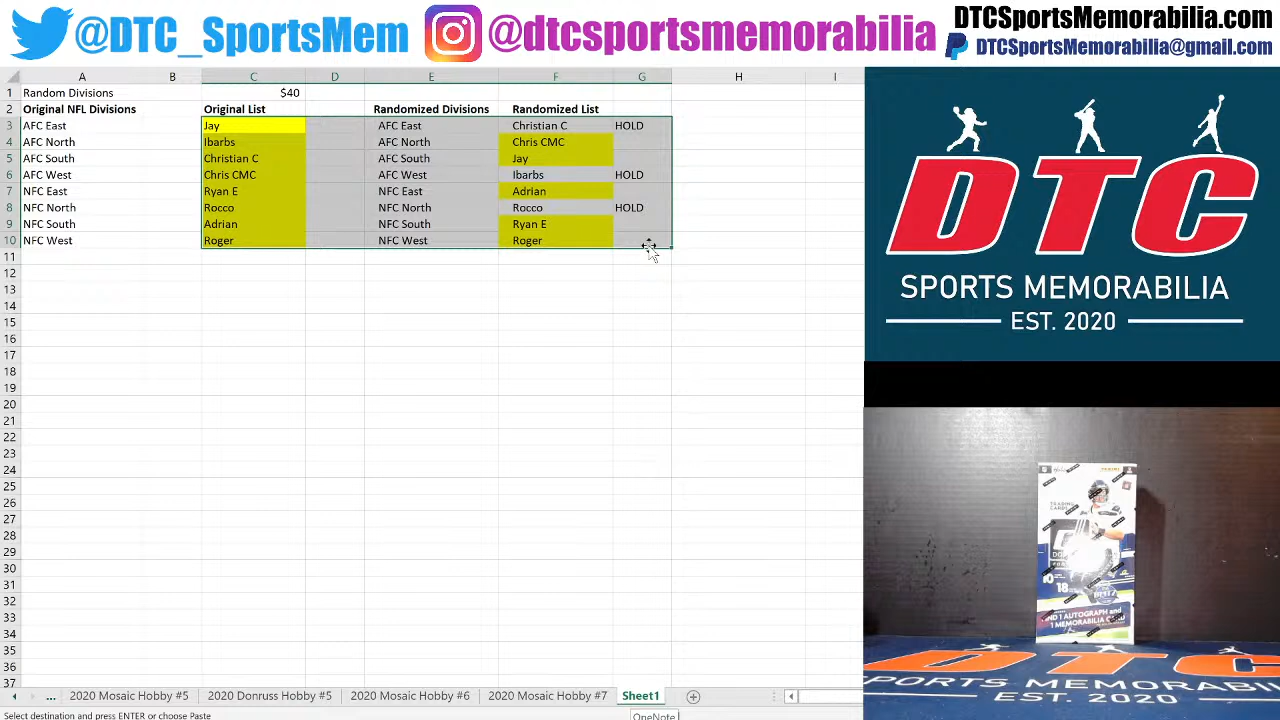 @DTC_SportsMem
@dtcsportsmemorabilia
DTCSportsMemorabilia.com
DTCSportsMemorabilia@gmail.com
A B C D E F G H I
1 Random Divisions $40
2 Original NFL Divisions Original List Randomized Divisions Randomized List
3 AFC East Jay AFC East Christian C HOLD
4 AFC North Ibarbs AFC North Chris CMC
5 AFC South Christian C AFC South Jay
6 AFC West Chris CMC AFC West Ibarbs HOLD
7 NFC East Ryan E NFC East Adrian
8 NFC North Rocco NFC North Rocco HOLD
9 NFC South Adrian NFC South Ryan E
10 NFC West Roger NFC West Roger
11
12
13
14
15
16
17
18
19
20
21
22
23
24
25
26
27
28
29
30
31
32
33
34
35
36
37
DTC
SPORTS MEMORABILIA
EST. 2020
TRADING
CARDS
10
18
BLITZ
1 AUTOGRAPH and
1 MEMORABILIA CARD
DTC
SPORTS MEMORABILIA
EST. 2020
... 2020 Mosaic Hobby #5 2020 Donruss Hobby #5 Mosaic Hobby #6 2020 Mosaic Hobby #7 Sheet1
Select destination and press ENTER or choose Paste
OneNote